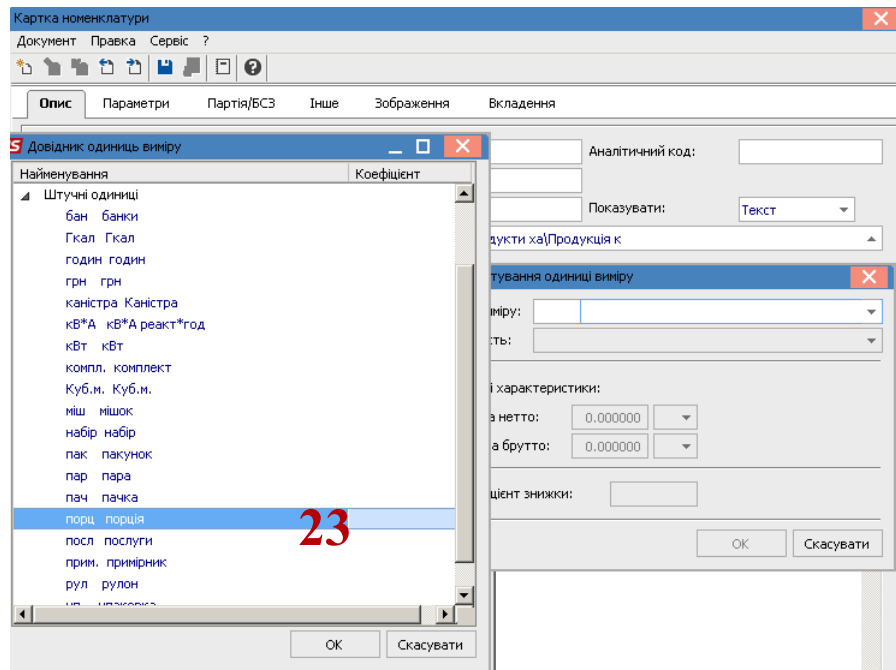 Картка номенклатури
Документ Правка Сервіс ?
Опис Параметри Партія/БСЗ Інше Зображення Вкладення
Довідник одиниць виміру
Найменування Коефіцієнт
Штучні одиниці
бан банки
Гкал Гкал
годин годин
грн грн
каністра Каністра
кВ*А кВ*А реакт*год
кВт кВт
компл. комплект
Куб.м. Куб.м.
міш мішок
набір набір
пак пакунок
пар пара
пач пачка
порц порція
23
посл послуги
прим. примірник
рул рулон
ОК Скасувати
Аналітичний код:
Показувати: Текст
дукти ха\Продукція к
тування одиниці виміру
иміру:
сть:
і характеристики:
а нетто: 0.000000
а брутто: 0.000000
цієнт знижки:
ОК Скасувати